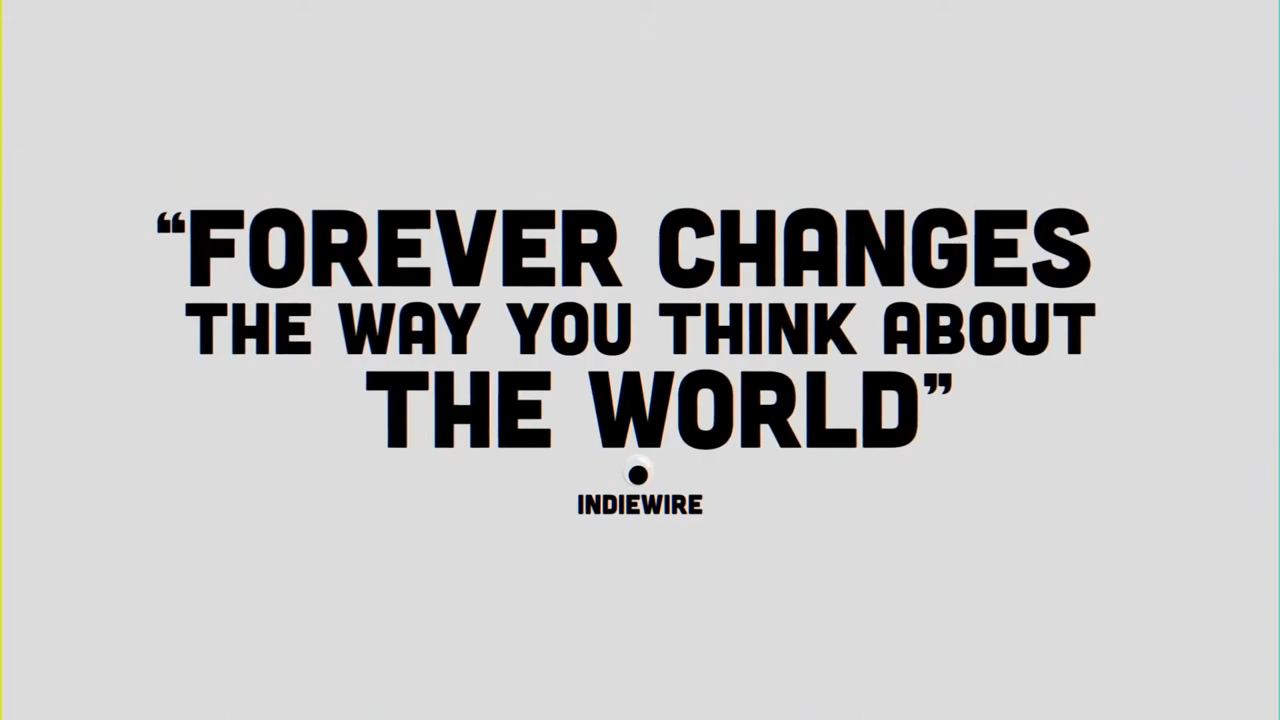 “FOREVER CHANGES
THE WAY YOU THINK ABOUT
THE WORLD”
INDIEWIRE